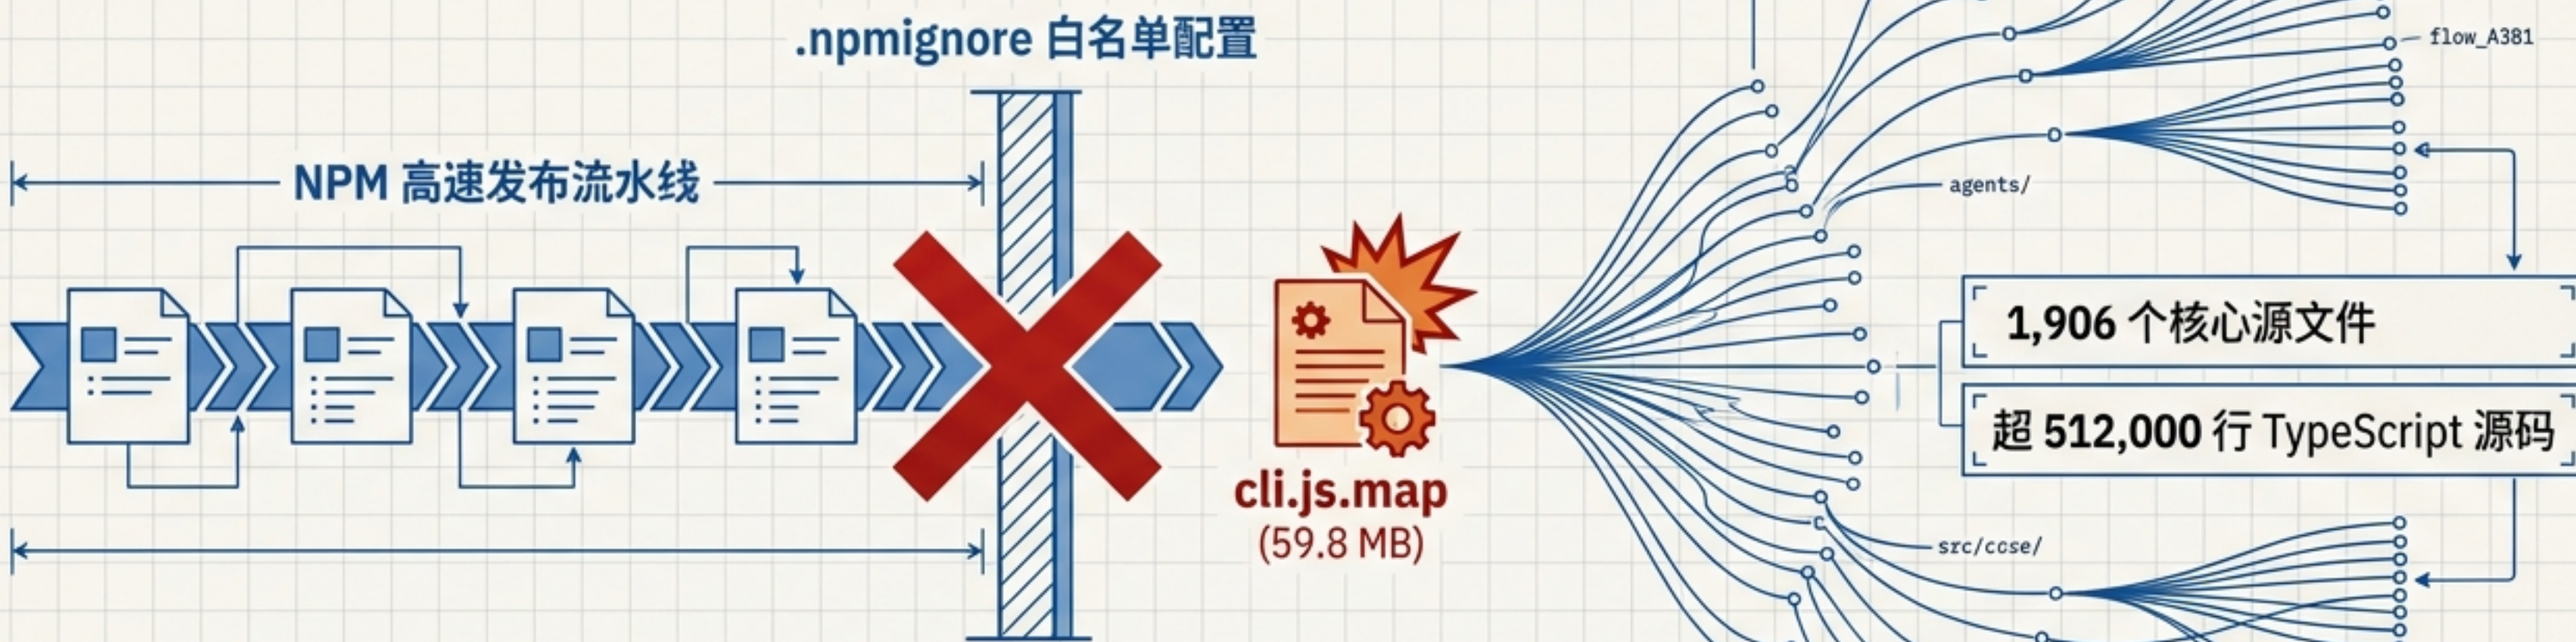 .npmignore 白名单配置
flow_A381
NPM 高速发布流水线
agents/
1,906 个核心源文件
超 512,000 行 TypeScript 源码
cli.js.map
(59.8 MB)
src/ccse/